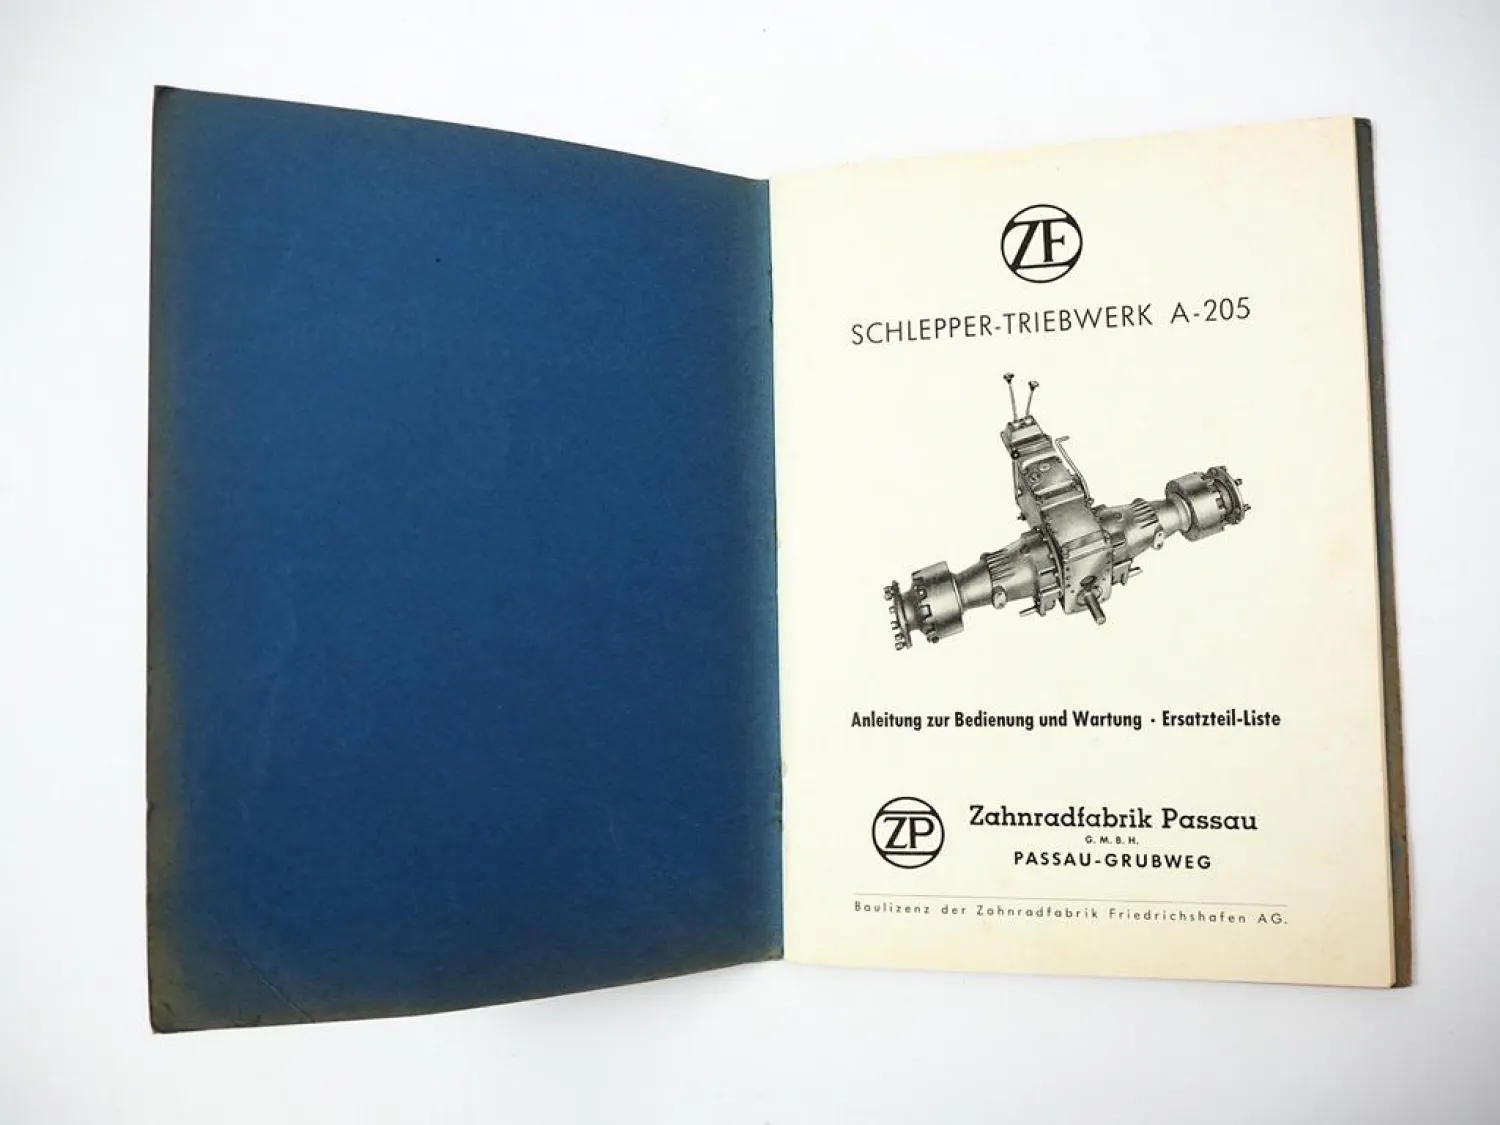 ZF
SCHLEPPER-TRIEBWERK A-205
Anleitung zur Bedienung und Wartung · Ersatzteil-Liste
ZP
Zahnradfabrik Passau
G. M. B. H.
PASSAU-GRUBWEG
Baulizenz der Zahnradfabrik Friedrichshafen AG.